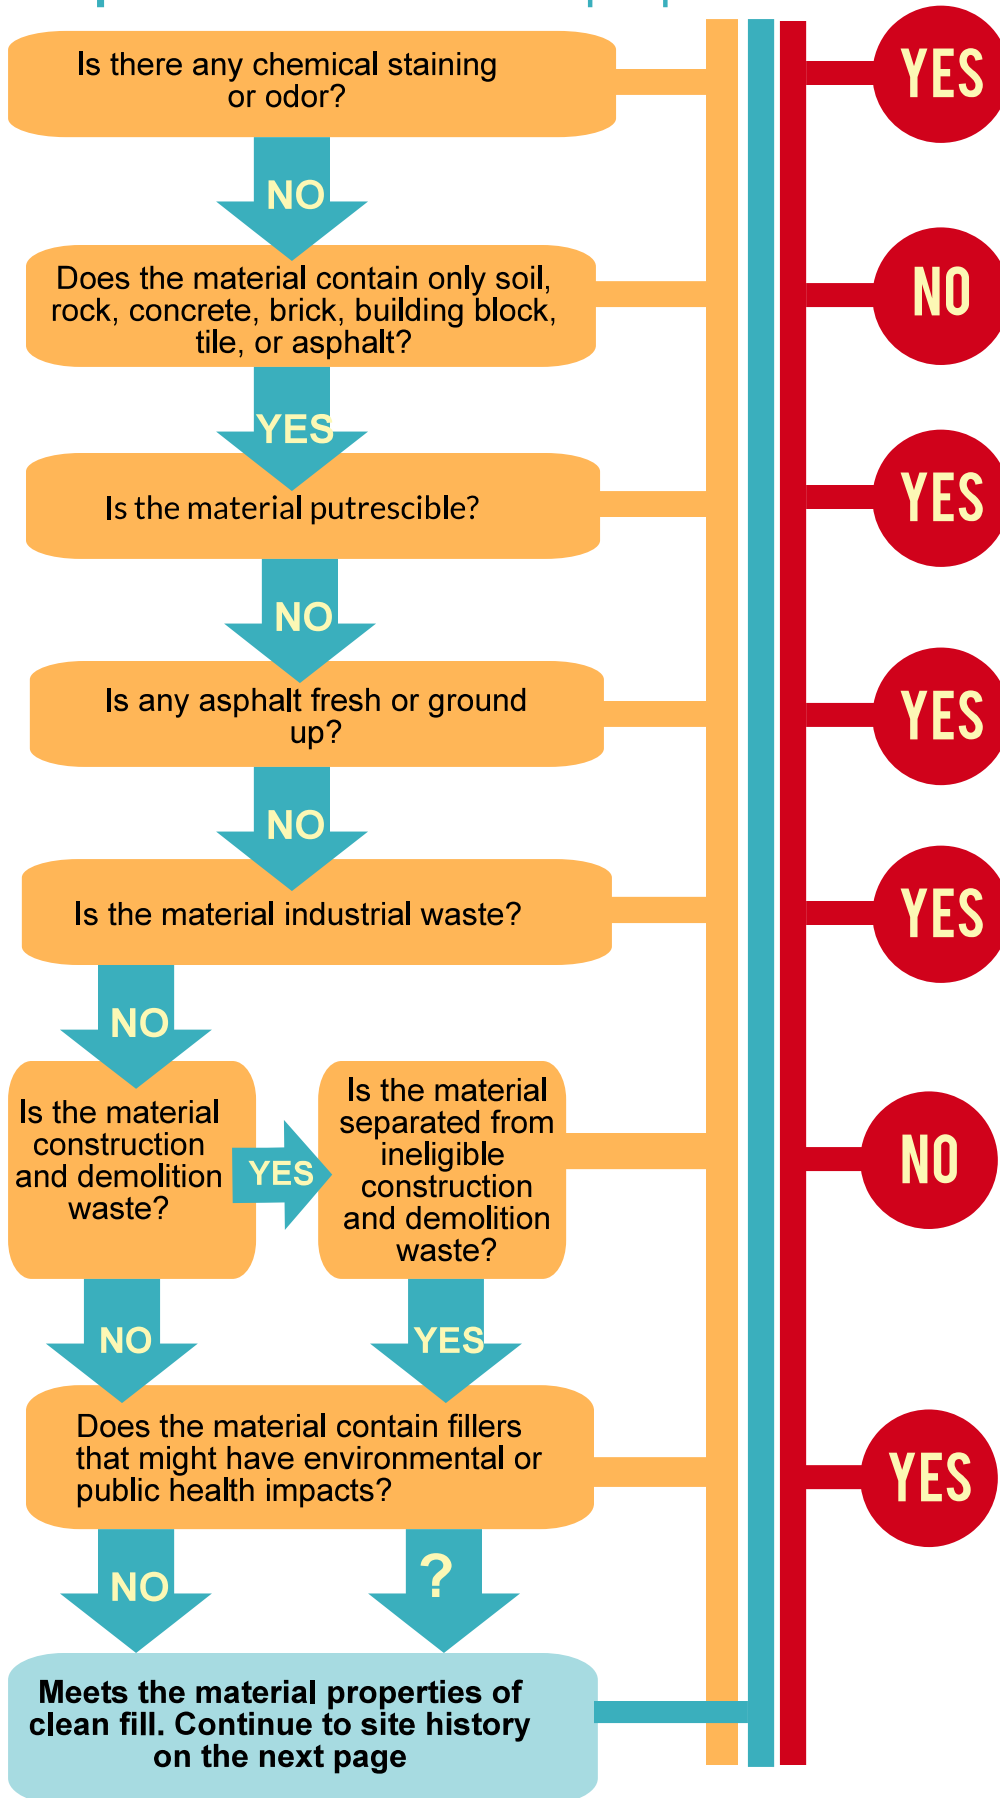 Is there any chemical staining
or odor?
YES
NO
Does the material contain only soil,
rock, concrete, brick, building block,
tile, or asphalt?
NO
YES
Is the material putrescible?
YES
NO
Is any asphalt fresh or ground
up?
YES
NO
Is the material industrial waste?
YES
NO
Is the material
construction
and demolition
waste?
YES
Is the material
separated from
ineligible
construction
and demolition
waste?
NO
NO
YES
Does the material contain fillers
that might have environmental or
public health impacts?
YES
NO
?
Meets the material properties of
clean fill. Continue to site history
on the next page